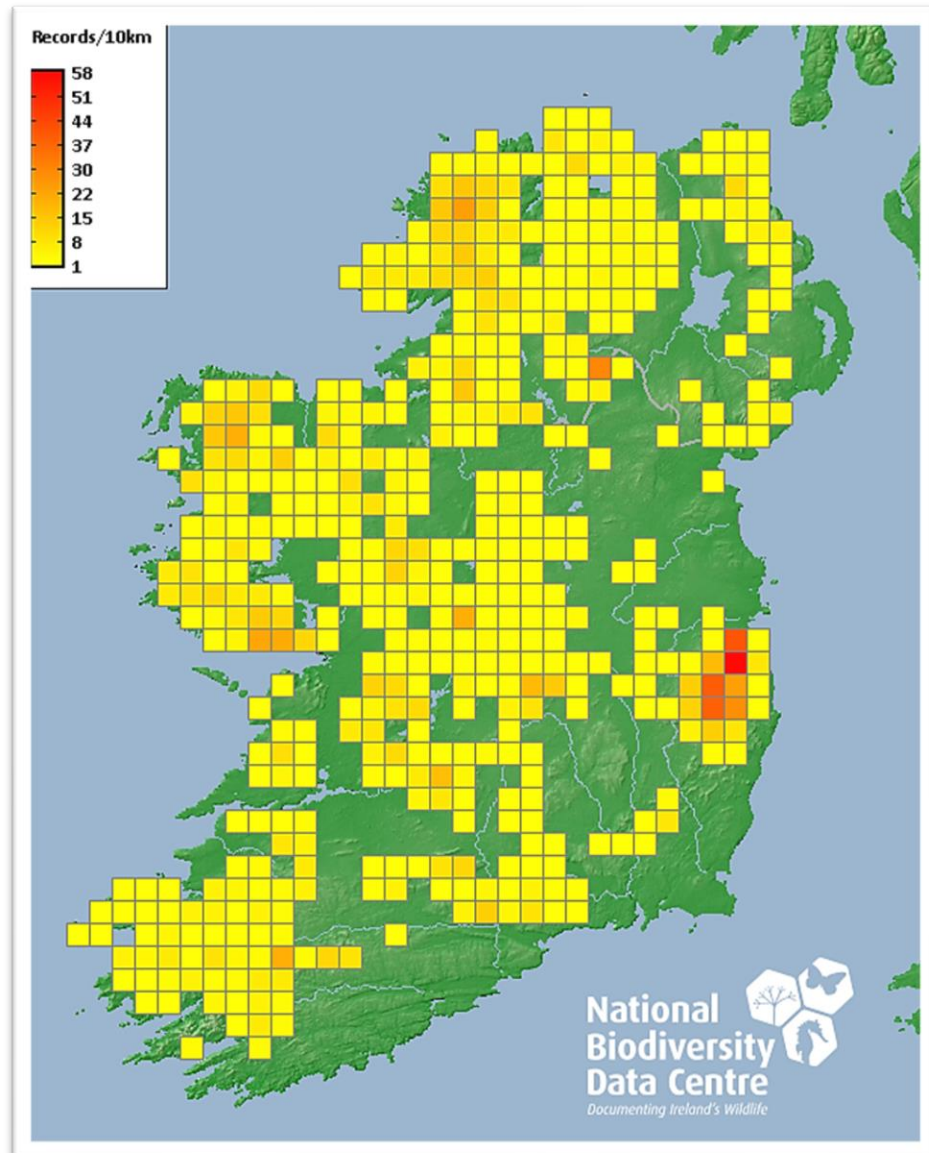 Records/10km
58
51
44
37
30
22
15
8
1
National
Biodiversity
Data Centre
Documenting Ireland's Wildlife